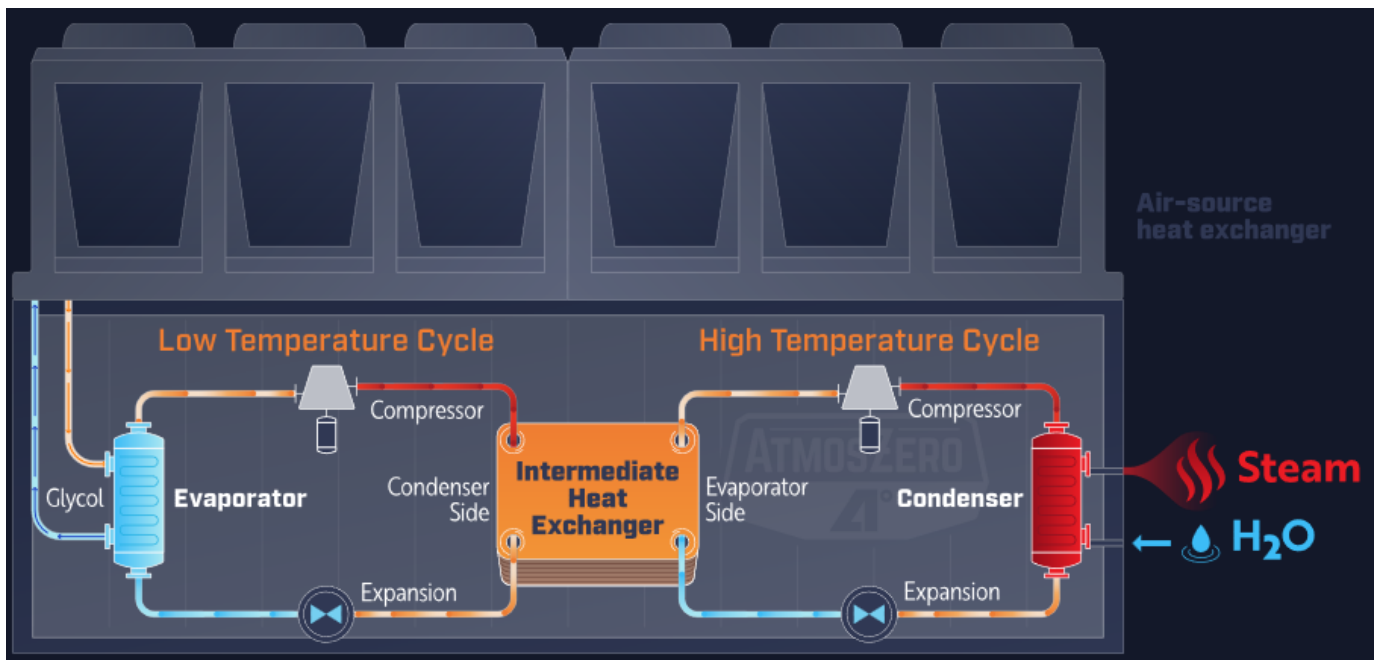 Air-source
heat exchanger
Low Temperature Cycle
High Temperature Cycle
Compressor
Compressor
Glycol
Evaporator
Condenser
Side
Intermediate
Heat
Exchanger
Evaporator
Side
ATMOSZERO
A°
Condenser
Steam
H₂O
Expansion
Expansion